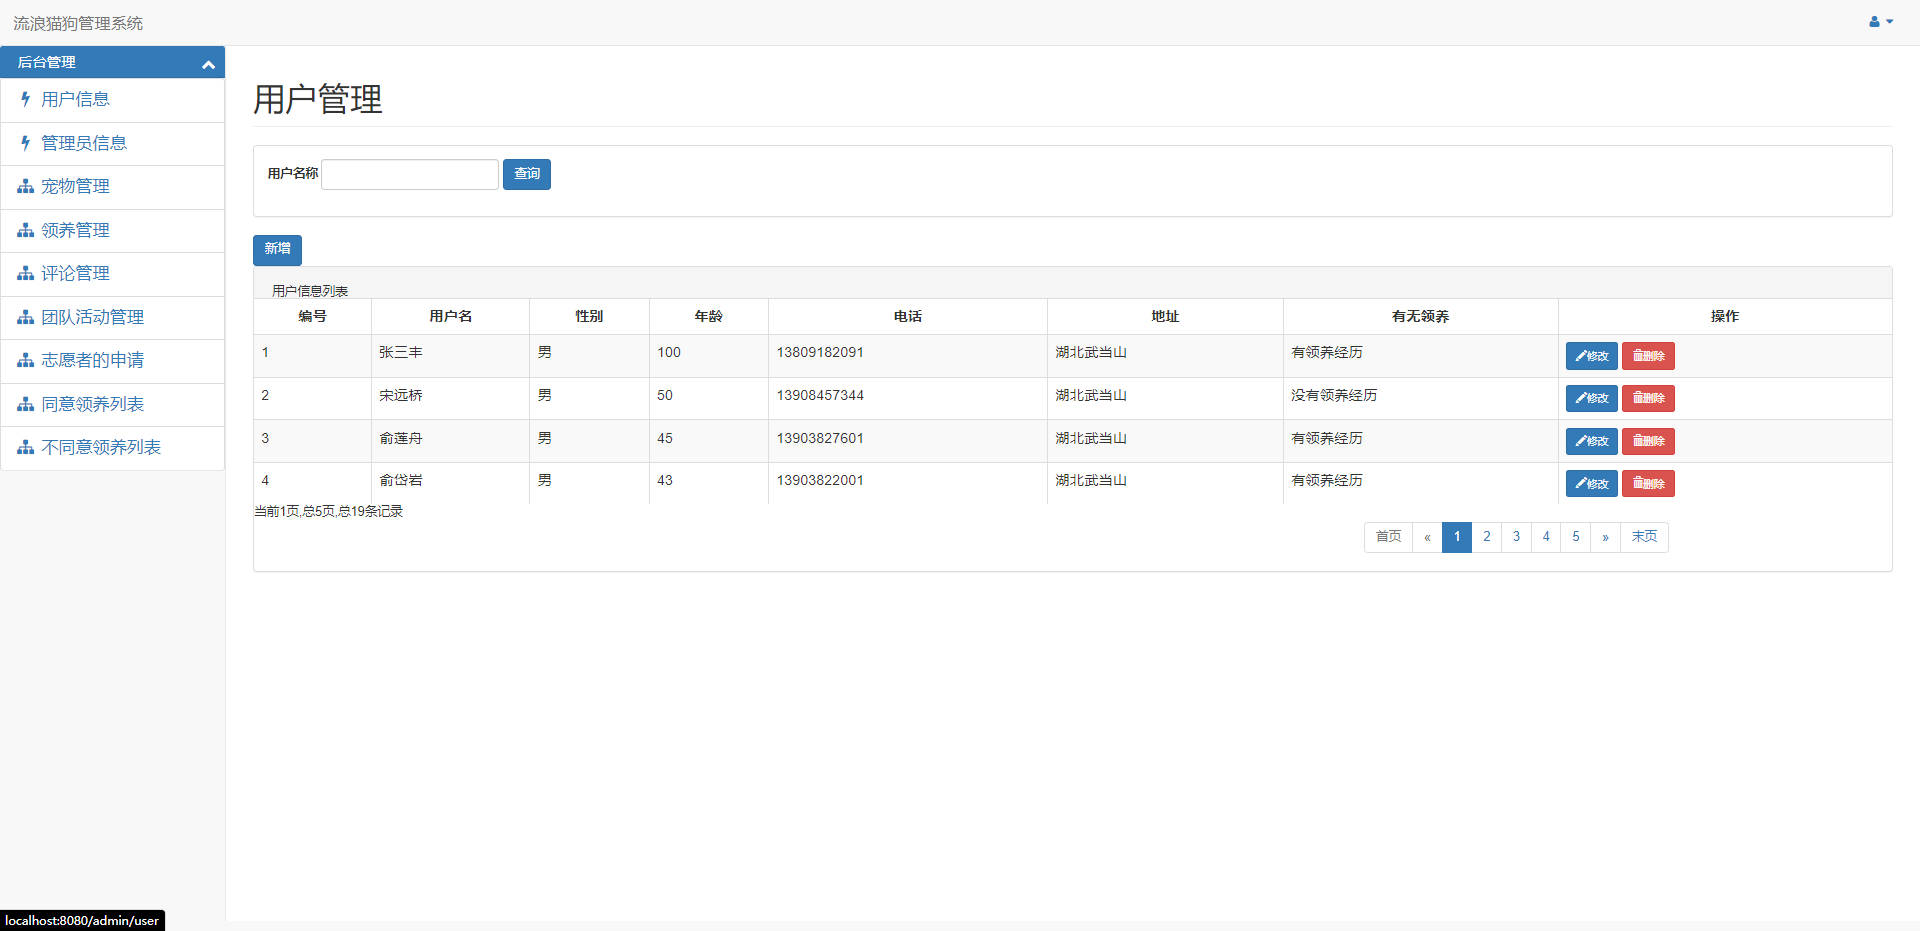 流浪猫狗管理系统
后台管理
用户信息
管理员信息
宠物管理
领养管理
评论管理
团队活动管理
志愿者的申请
同意领养列表
不同意领养列表
用户管理
用户名称 查询
新增
用户信息列表
编号 用户名 性别 年龄 电话 地址 有无领养 操作
1 张三丰 男 100 13809182091 湖北武当山 有领养经历 修改 删除
2 宋远桥 男 50 13908457344 湖北武当山 没有领养经历 修改 删除
3 俞莲舟 男 45 13903827601 湖北武当山 有领养经历 修改 删除
4 俞岱岩 男 43 13903822001 湖北武当山 有领养经历 修改 删除
当前1页,总5页,总19条记录
首页 « 1 2 3 4 5 » 末页
localhost:8080/admin/user